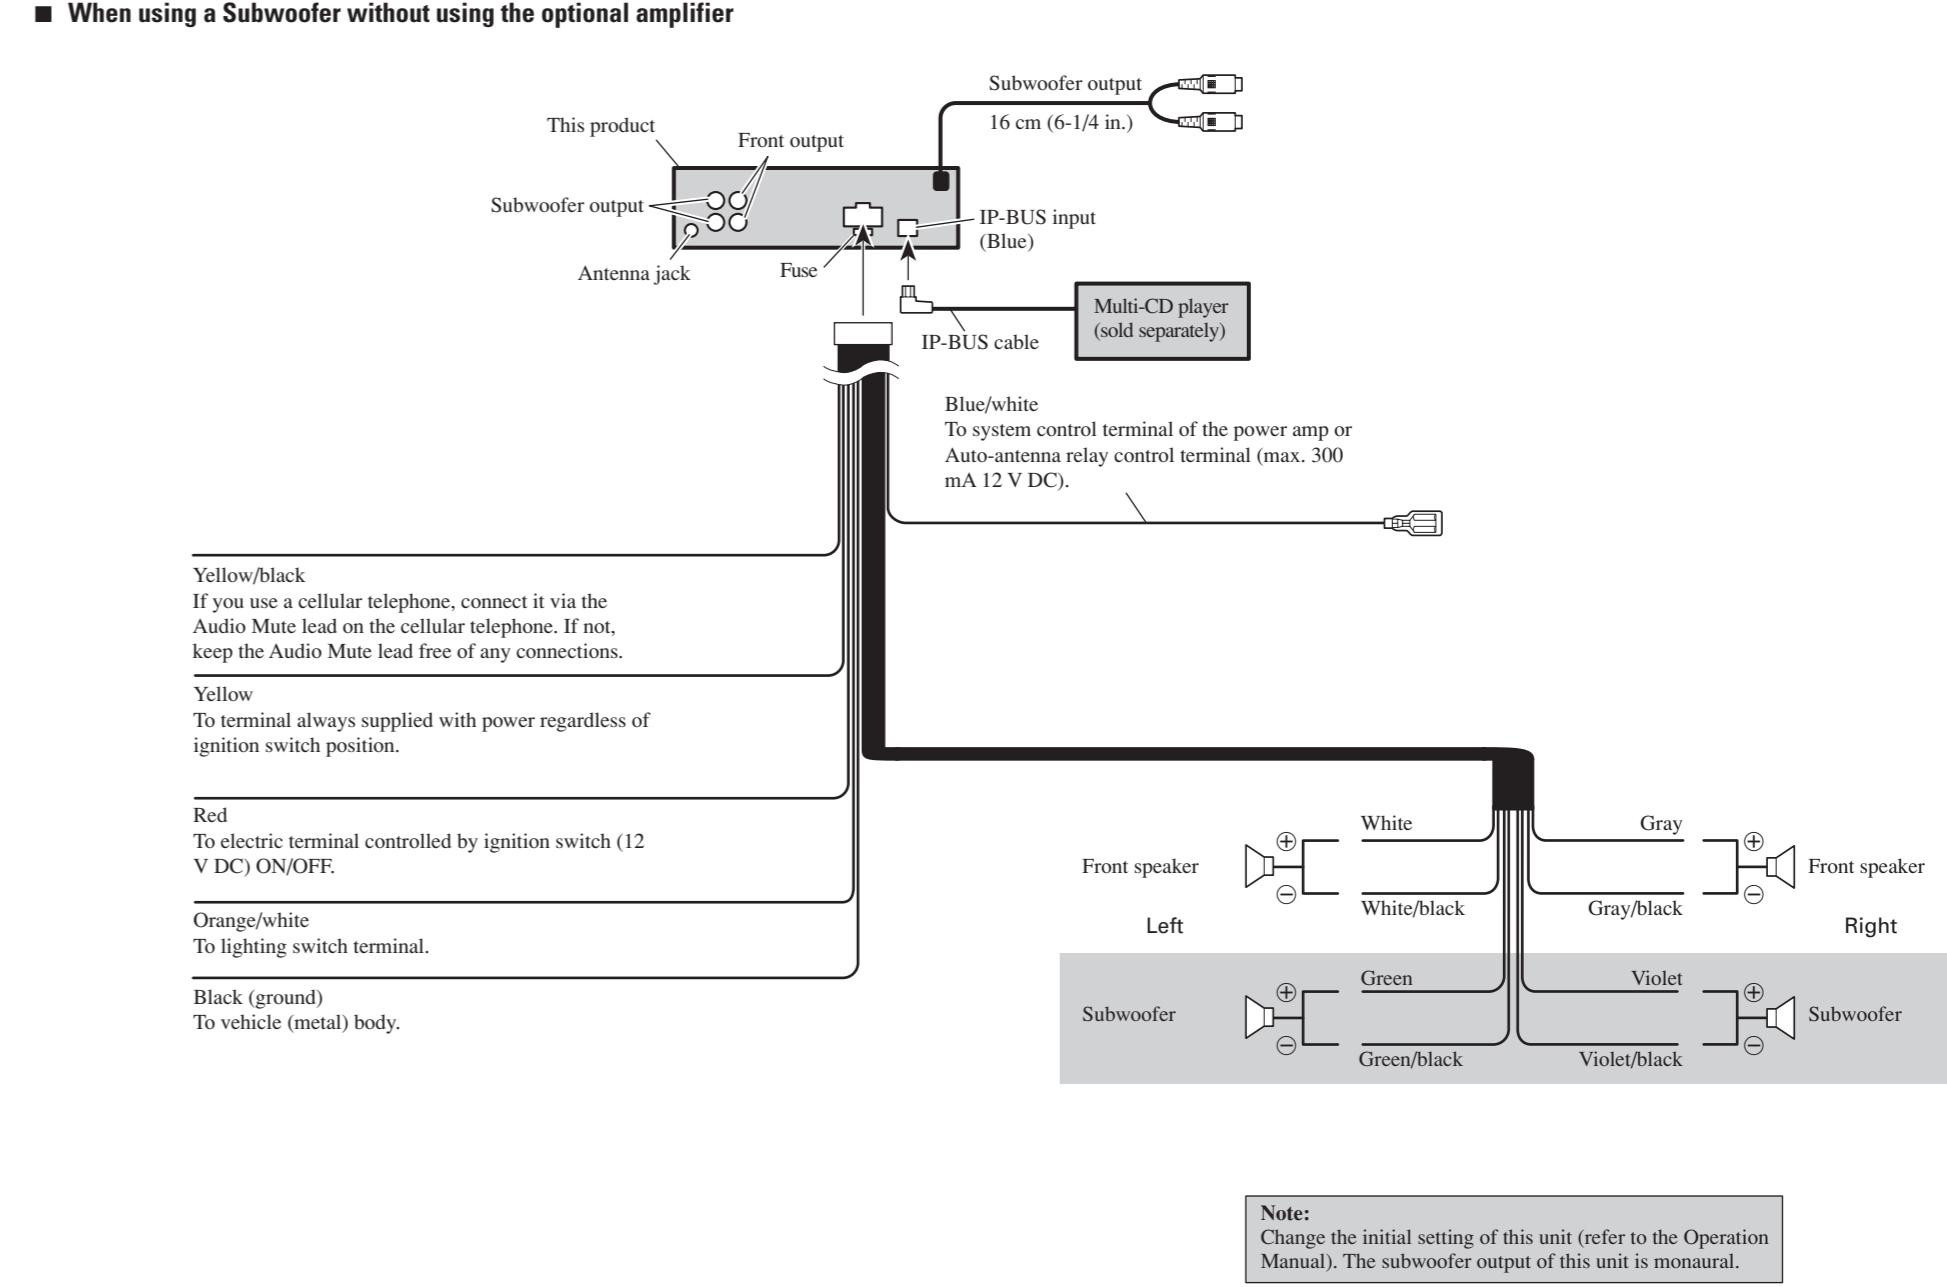 ■ When using a Subwoofer without using the optional amplifier
Subwoofer output
16 cm (6-1/4 in.)
This product
Front output
Subwoofer output
IP-BUS input
(Blue)
Antenna jack
Fuse
Multi-CD player
(sold separately)
IP-BUS cable
Blue/white
To system control terminal of the power amp or
Auto-antenna relay control terminal (max. 300
mA 12 V DC).
Yellow/black
If you use a cellular telephone, connect it via the
Audio Mute lead on the cellular telephone. If not,
keep the Audio Mute lead free of any connections.
Yellow
To terminal always supplied with power regardless of
ignition switch position.
Red
To electric terminal controlled by ignition switch (12
V DC) ON/OFF.
Orange/white
To lighting switch terminal.
Black (ground)
To vehicle (metal) body.
White
Gray
⊕
⊕
Front speaker
Front speaker
⊖
⊖
White/black
Gray/black
Left
Right
Green
Violet
⊕
⊕
Subwoofer
Subwoofer
⊖
⊖
Green/black
Violet/black
Note:
Change the initial setting of this unit (refer to the Operation
Manual). The subwoofer output of this unit is monaural.